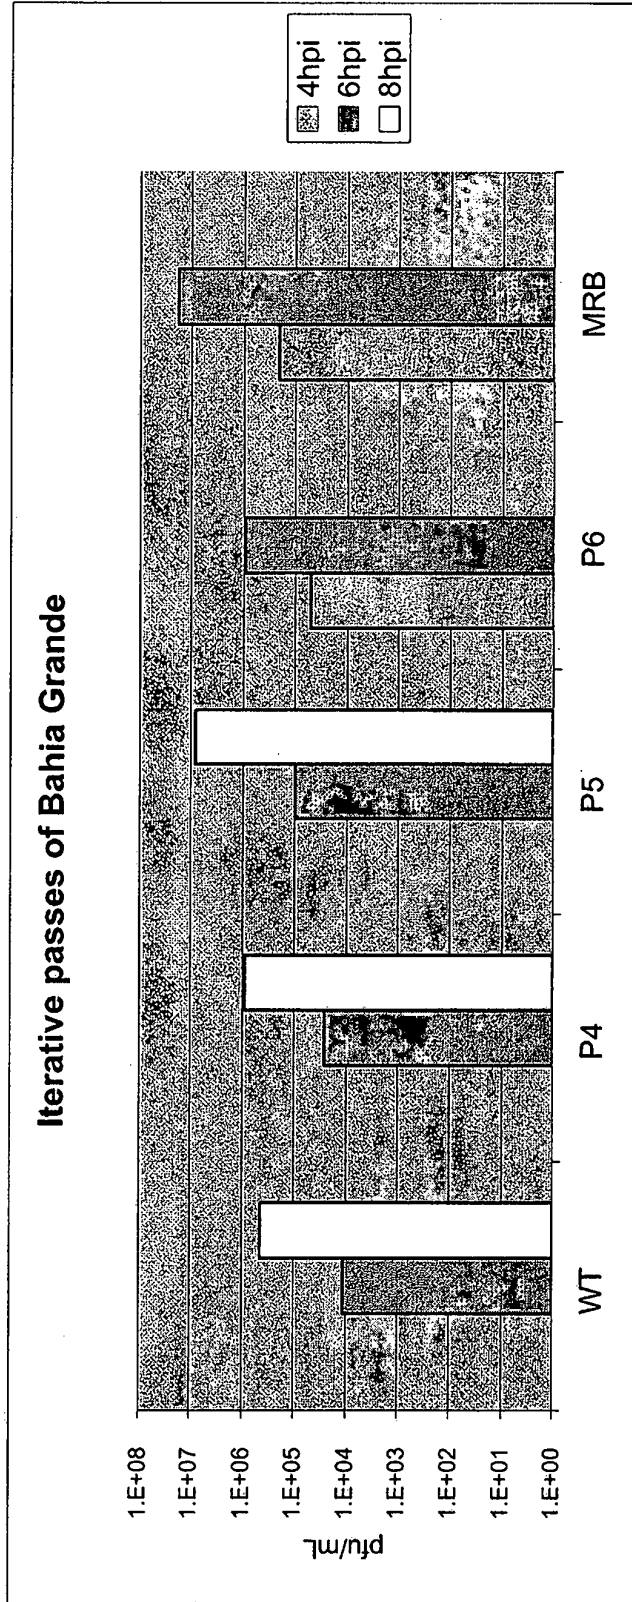 Iterative passes of Bahia Grande
1.E+08
1.E+07
1.E+06
1.E+05
1.E+04
1.E+03
1.E+02
1.E+01
1.E+00
pfu/mL
WT
P4
P5
P6
MRB
4hpi
6hpi
8hpi